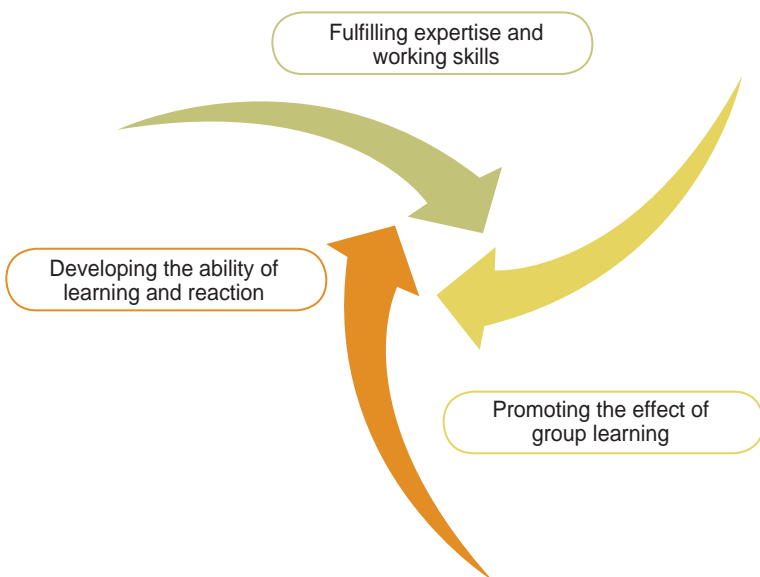 Fulfilling expertise and
working skills
Developing the ability of
learning and reaction
Promoting the effect of
group learning